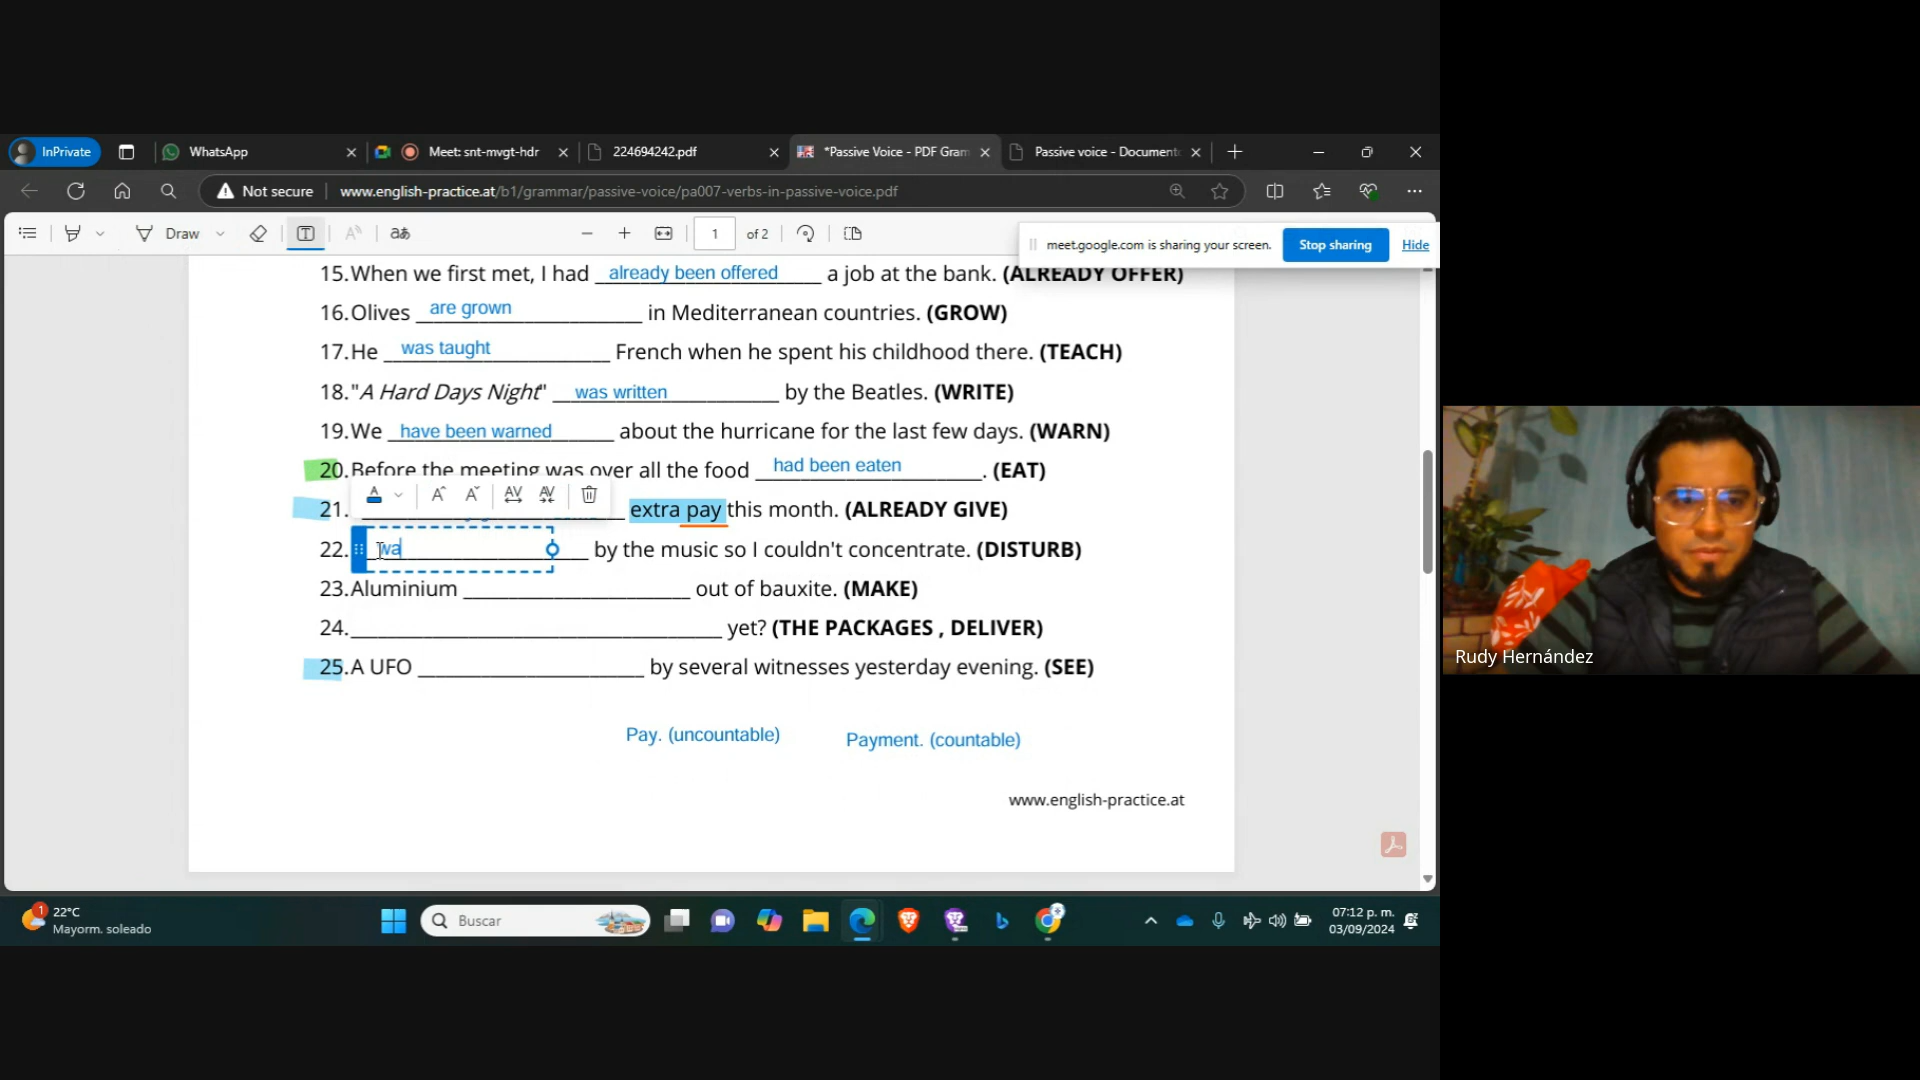 InPrivate
WhatsApp
Meet: snt-mvgt-hdr
224694242.pdf
*Passive Voice - PDF Gram
Passive voice - Document
Not secure
www.english-practice.at/b1/grammar/passive-voice/pa007-verbs-in-passive-voice.pdf
Draw
1 of 2
meet.google.com is sharing your screen.
Stop sharing
Hide
15.When we first met, I had already been offered a job at the bank. (ALREADY OFFER)
16.Olives are grown in Mediterranean countries. (GROW)
17.He was taught French when he spent his childhood there. (TEACH)
18."A Hard Days Night" was written by the Beatles. (WRITE)
19.We have been warned about the hurricane for the last few days. (WARN)
20.Before the meeting was over all the food had been eaten. (EAT)
21. extra pay this month. (ALREADY GIVE)
22. wa by the music so I couldn't concentrate. (DISTURB)
23.Aluminium ________ out of bauxite. (MAKE)
24.________ yet? (THE PACKAGES , DELIVER)
25.A UFO ________ by several witnesses yesterday evening. (SEE)
Pay. (uncountable)
Payment. (countable)
www.english-practice.at
Rudy Hernández
1
22°C
Mayorm. soleado
Buscar
07:12 p. m.
03/09/2024